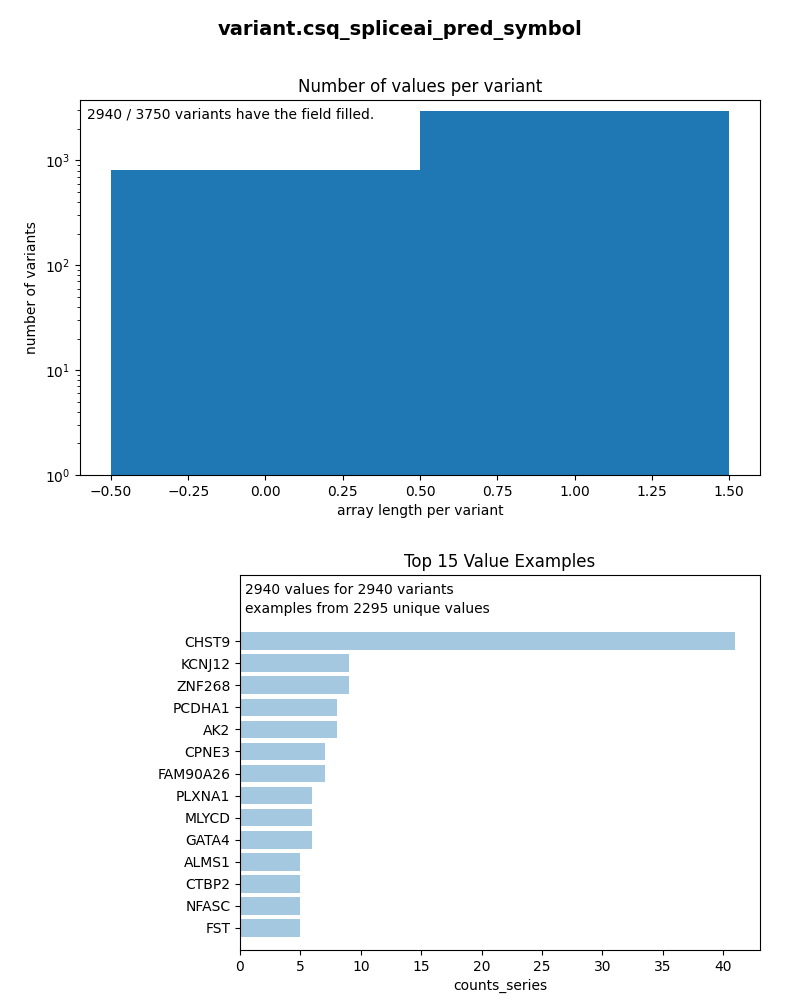 variant.csq_spliceai_pred_symbol
Number of values per variant
2940 / 3750 variants have the field filled.
number of variants
10³
10²
10¹
10⁰
−0.50 −0.25 0.00 0.25 0.50 0.75 1.00 1.25 1.50
array length per variant
Top 15 Value Examples
2940 values for 2940 variants
examples from 2295 unique values
CHST9
KCNJ12
ZNF268
PCDHA1
AK2
CPNE3
FAM90A26
PLXNA1
MLYCD
GATA4
ALMS1
CTBP2
NFASC
FST
0 5 10 15 20 25 30 35 40
counts_series